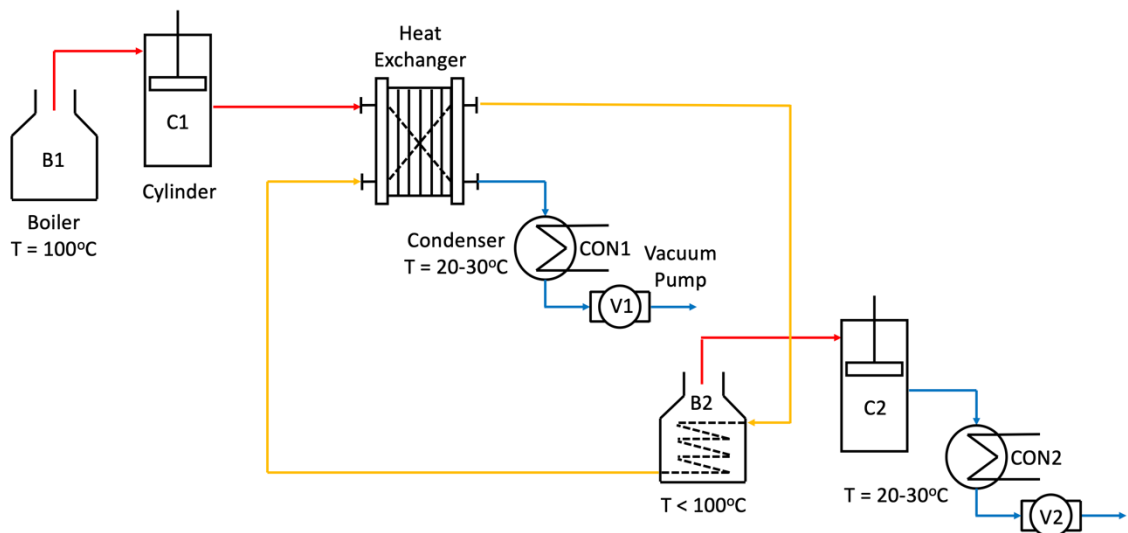 Heat
Exchanger
B1
C1
Cylinder
Boiler
T = 100°C
Condenser
T = 20-30°C
CON1
Vacuum
Pump
V1
B2
T < 100°C
C2
CON2
T = 20-30°C
V2